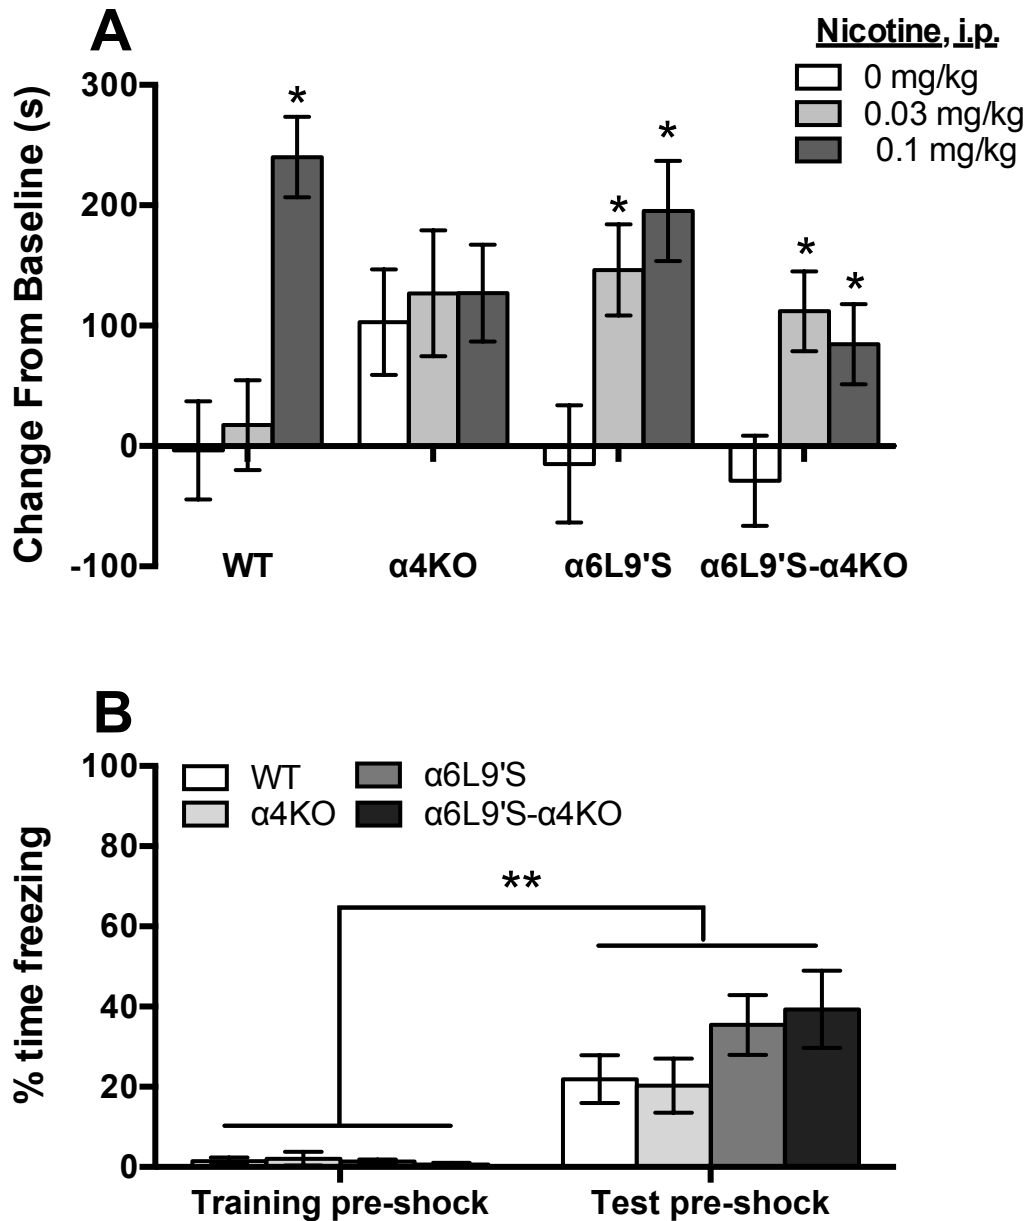 A
Nicotine, i.p.
0 mg/kg
0.03 mg/kg
0.1 mg/kg
Change From Baseline (s)
300
200
100
0
-100
*
*
*
*
*
WT
α4KO
α6L9'S
α6L9'S-α4KO
B
% time freezing
100
80
60
40
20
0
WT
α4KO
α6L9'S
α6L9'S-α4KO
**
Training pre-shock
Test pre-shock